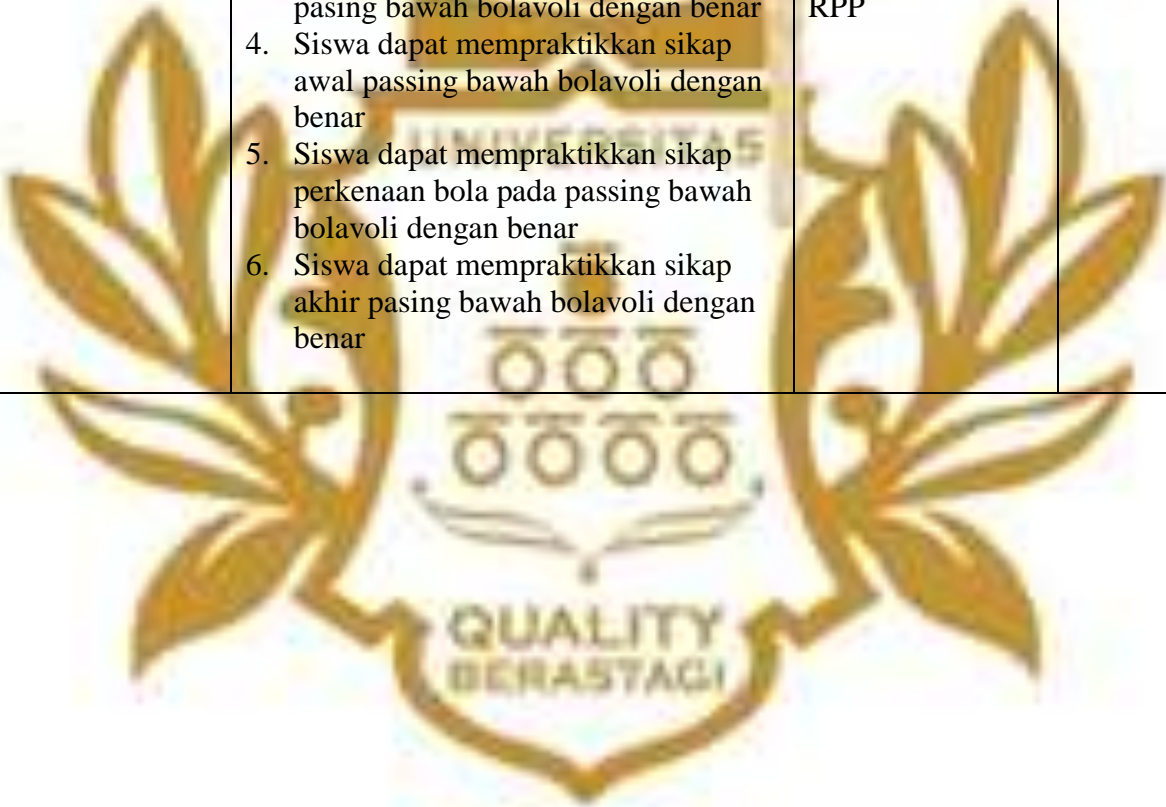 pasing bawah bolavoli dengan benar
RPP
4. Siswa dapat mempraktikkan sikap
awal passing bawah bolavoli dengan
benar
UNIVERSITAS
5. Siswa dapat mempraktikkan sikap
perkenaan bola pada passing bawah
bolavoli dengan benar
6. Siswa dapat mempraktikkan sikap
akhir pasing bawah bolavoli dengan
benar
QUALITY
BERASTAGI